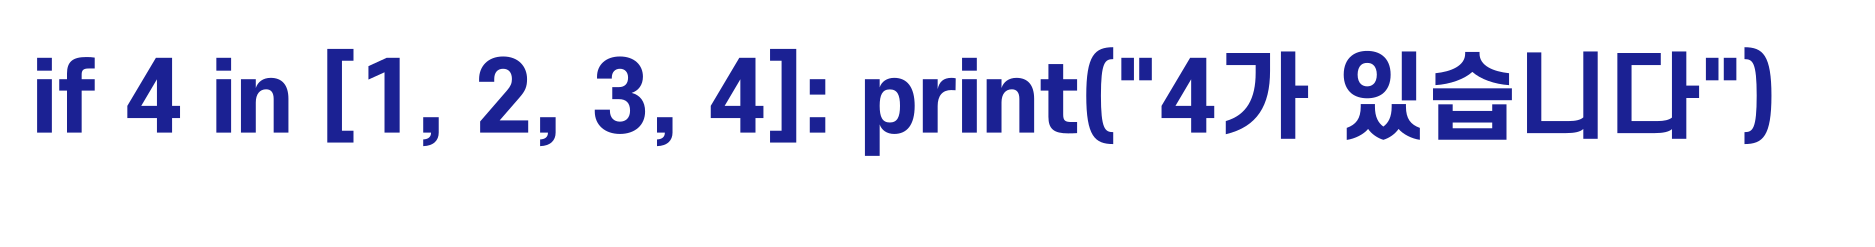 if 4 in [1, 2, 3, 4]: print("4가 있습니다")